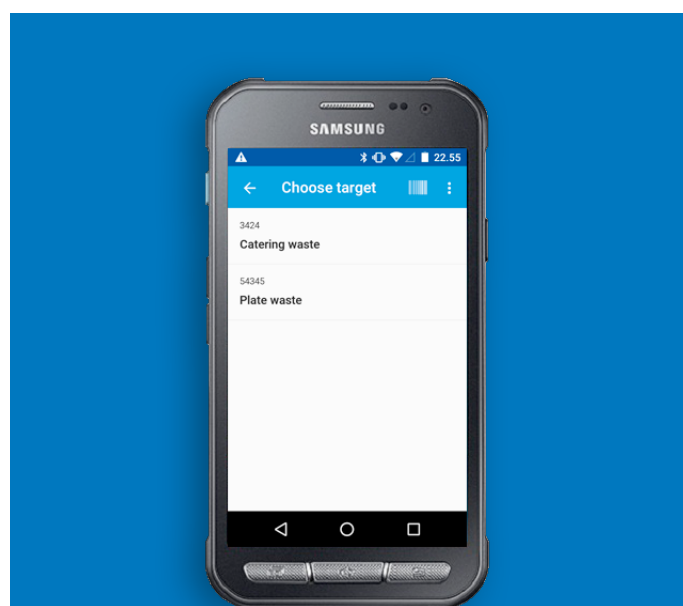 SAMSUNG
22.55
Choose target
3424
Catering waste
54345
Plate waste